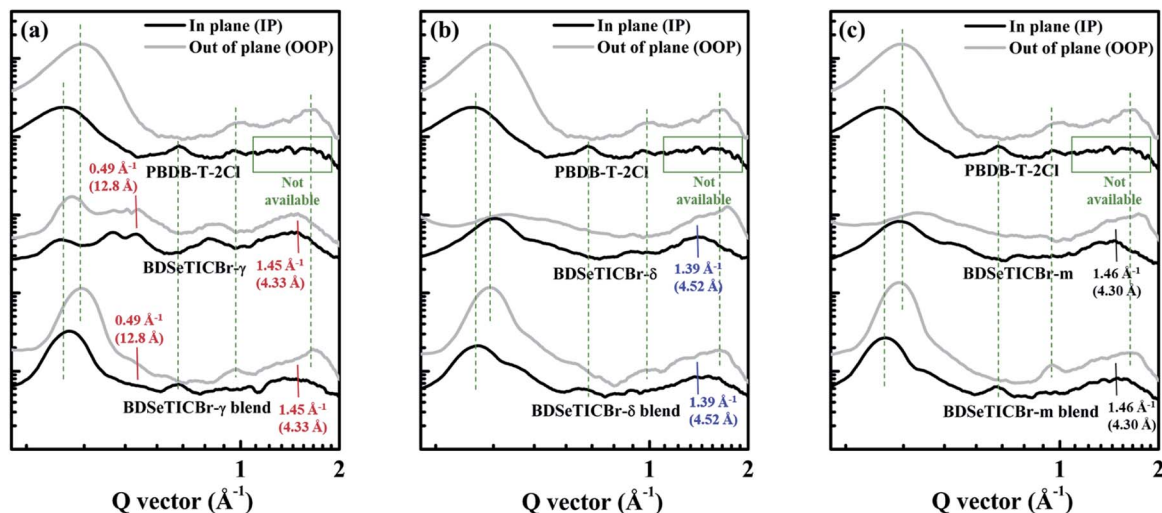 (a)
In plane (IP)
Out of plane (OOP)
PBDB-T-2Cl
Not
available
0.49 Å⁻¹
(12.8 Å)
BDSeTICBr-γ
1.45 Å⁻¹
(4.33 Å)
0.49 Å⁻¹
(12.8 Å)
BDSeTICBr-γ blend
1.45 Å⁻¹
(4.33 Å)
1
2
Q vector (Å⁻¹)
(b)
In plane (IP)
Out of plane (OOP)
PBDB-T-2Cl
Not
available
BDSeTICBr-δ
1.39 Å⁻¹
(4.52 Å)
BDSeTICBr-δ blend
1.39 Å⁻¹
(4.52 Å)
1
2
Q vector (Å⁻¹)
(c)
In plane (IP)
Out of plane (OOP)
PBDB-T-2Cl
Not
available
BDSeTICBr-m
1.46 Å⁻¹
(4.30 Å)
BDSeTICBr-m blend
1.46 Å⁻¹
(4.30 Å)
1
2
Q vector (Å⁻¹)